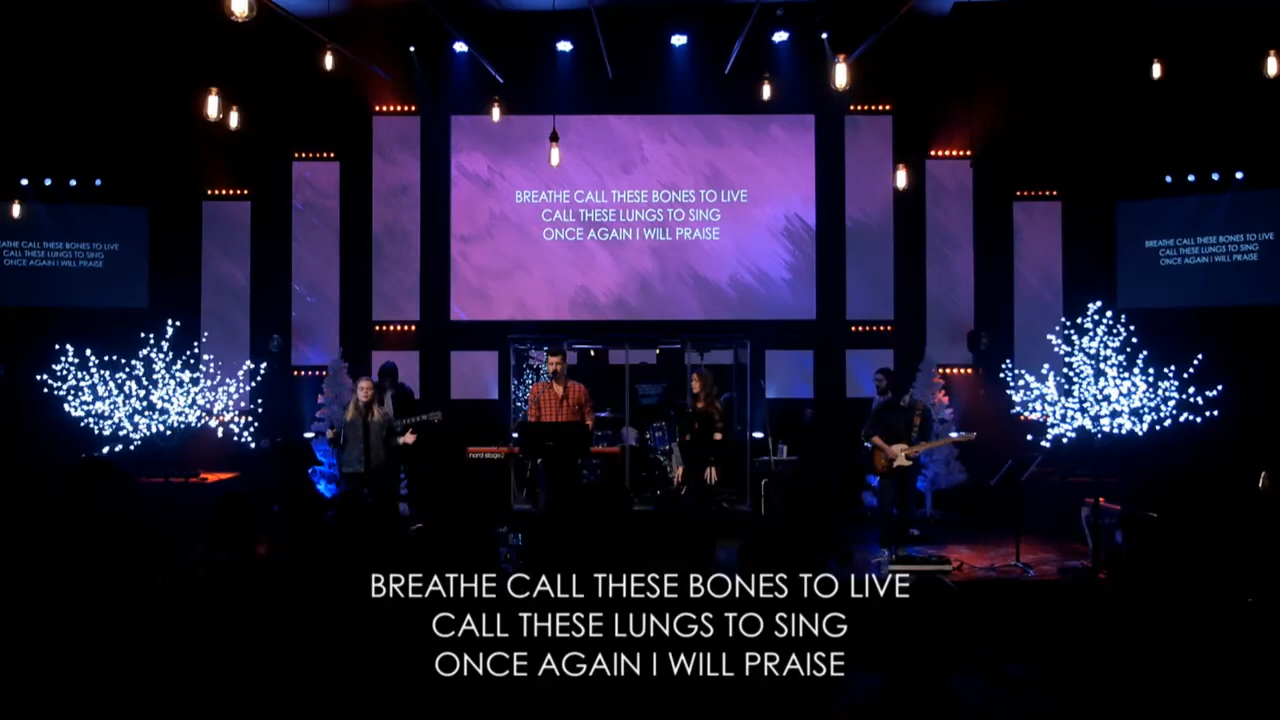 BREATHE CALL THESE BONES TO LIVE
CALL THESE LUNGS TO SING
ONCE AGAIN I WILL PRAISE
EATHE CALL THESE BONES TO LIVE
CALL THESE LUNGS TO SING
ONCE AGAIN I WILL PRAISE
BREATHE CALL THESE BONES TO LIVE
CALL THESE LUNGS TO SING
ONCE AGAIN I WILL PRAISE
nord stage
BREATHE CALL THESE BONES TO LIVE
CALL THESE LUNGS TO SING
ONCE AGAIN I WILL PRAISE